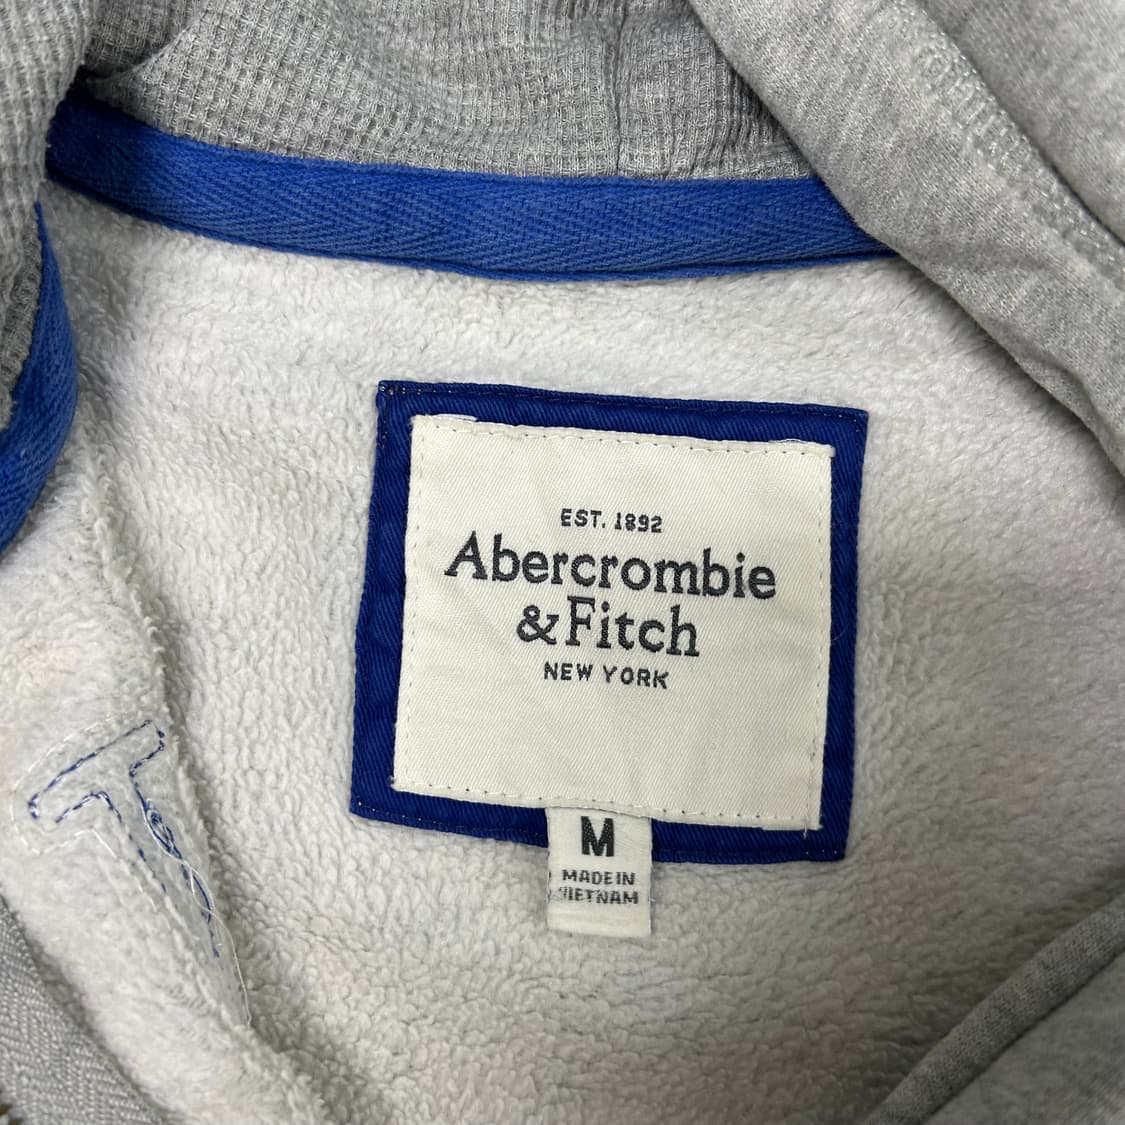 EST. 1892
Abercrombie
& Fitch
NEW YORK
M
MADE IN
VIETNAM